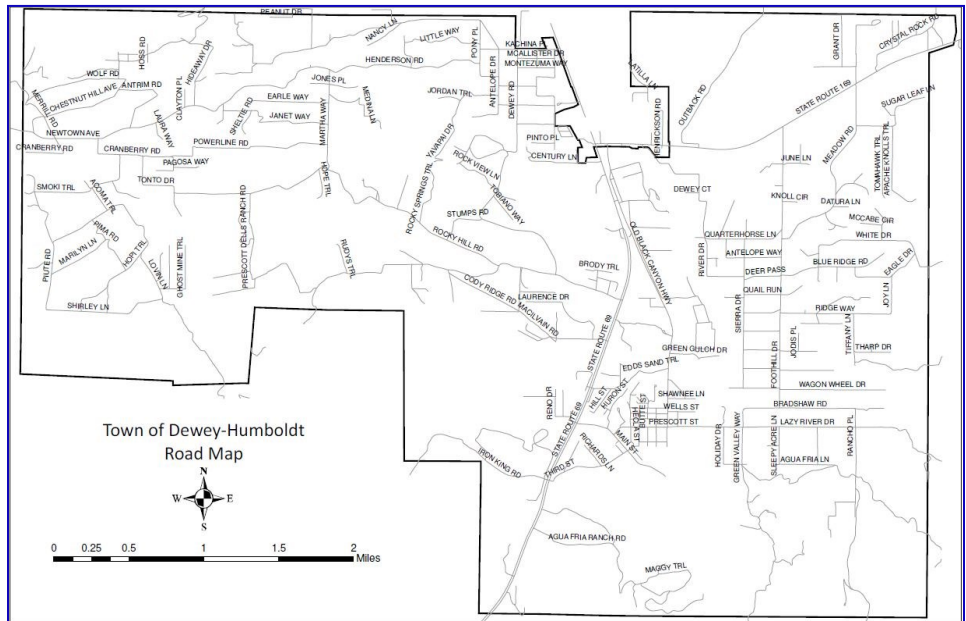 PEANUT DR
NANCY LN
LITTLE WAY
PONY PL
KACHINA PL
MCALLISTER DR
MONTEZUMA WAY
GRANT DR
CRYSTAL ROCK RD
HOSS RD
HIDEAWAY DR
HENDERSON RD
WOLF RD
CHESTNUT HILL AVE
ANTRIM RD
CLAYTON PL
JONES PL
MERRILL RD
EARLE WAY
JANET WAY
MEDINA LN
JORDAN TRL
ANTELOPE DR
DEWEY RD
LATILLA LN
OUTBACK RD
STATE ROUTE 169
SUGAR LEAF LN
LAURA WAY
SHELTIE RD
MARTHA WAY
YAVAPAI DR
PINTO PL
HENRICKSON RD
NEWTOWN AVE
CRANBERRY RD
CRANBERRY RD
POWERLINE RD
CENTURY LN
MEADOW RD
PAGOSA WAY
ROCK VIEW LN
JUNE LN
TOMAHAWK TRL
APACHE KNOLLS TRL
SMOKI TRL
TONTO DR
HOPE TRL
TOBIANO WAY
DEWEY CT
AGOMA TRL
PRESCOTT DELLS RANCH RD
ROCKY SPRINGS TRL
STUMPS RD
KNOLL CIR
DATURA LN
MCCABE CIR
PIMA RD
ROCKY HILL RD
OLD BLACK CANYON HWY
QUARTERHORSE LN
WHITE DR
MARILYN LN
HOPI TRL
RUDYS TRL
RIVER DR
ANTELOPE WAY
BLUE RIDGE RD
EAGLE DR
PIUTE RD
LOVIN LN
GHOST MINE TRL
BRODY TRL
DEER PASS
CODY RIDGE RD
LAURENCE DR
QUAIL RUN
JOY LN
SHIRLEY LN
MACILVAIN RD
SIERRA DR
RIDGE WAY
STATE ROUTE 69
TIFFANY LN
JODIS PL
GREEN GULCH DR
THARP DR
EDDS SAND TRL
FOOTHILL DR
WAGON WHEEL DR
RENO DR
HILL ST
HURON ST
SHAWNEE LN
BUTTE ST
HECLA ST
WELLS ST
BRADSHAW RD
PRESCOTT ST
LAZY RIVER DR
STATE ROUTE 69
MAIN ST
RICHARDS LN
HOLIDAY DR
GREEN VALLEY WAY
SLEEPY ACRE LN
RANCHO PL
IRON KING RD
THIRD ST
AGUA FRIA LN
Town of Dewey-Humboldt
Road Map
N
W E
S
0 0.25 0.5 1 1.5 2
Miles
AGUA FRIA RANCH RD
MAGGY TRL